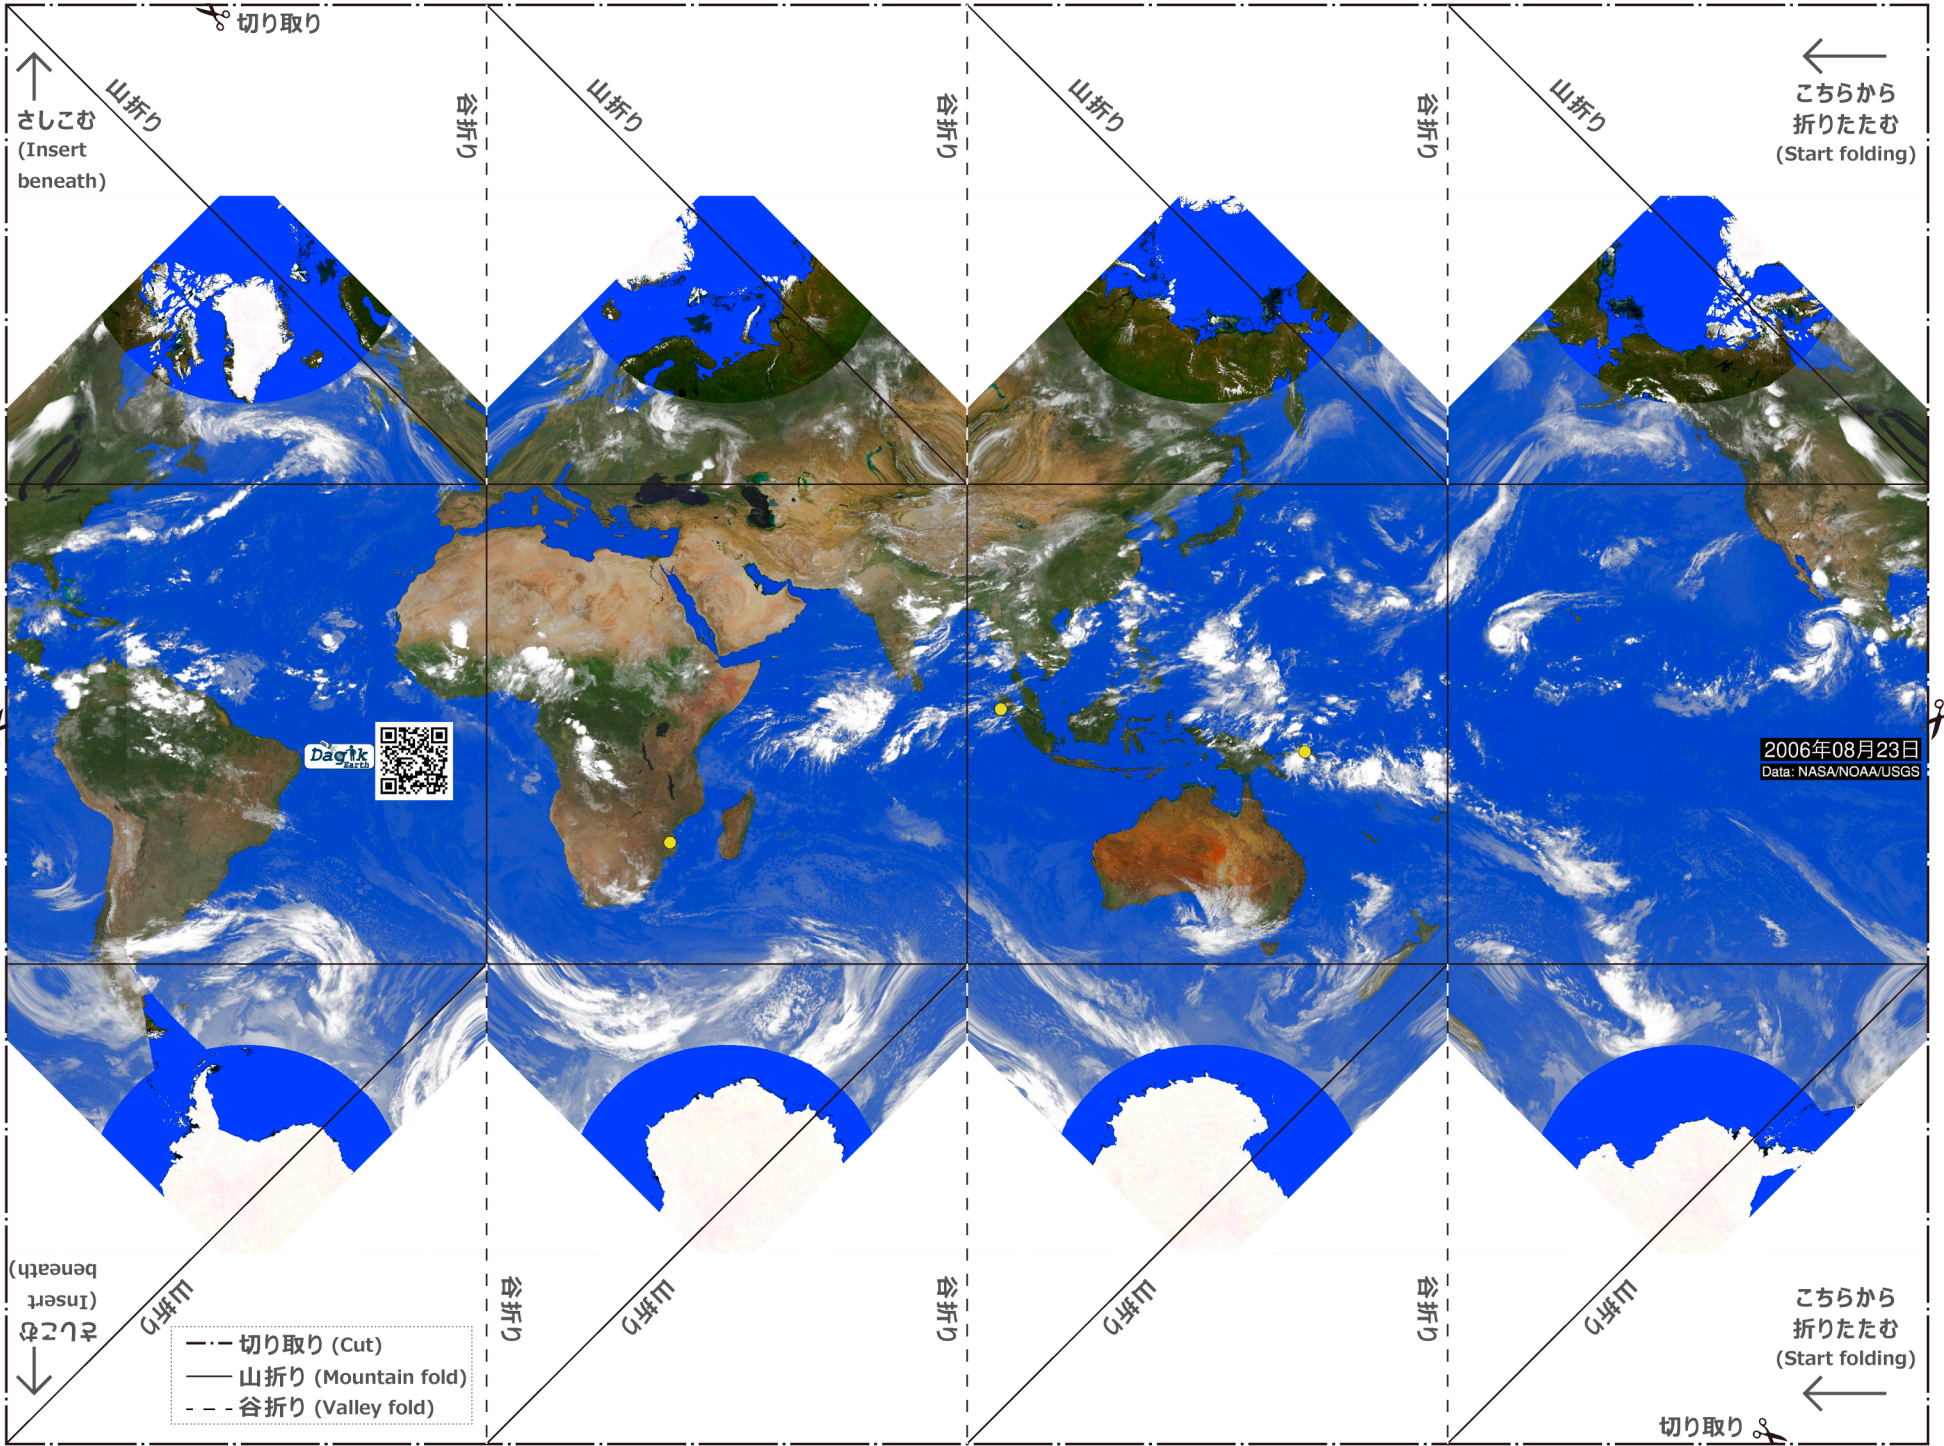 切り取り
山折り
山折り
山折り
山折り
谷折り
谷折り
谷折り
さしこむ
(Insert
beneath)
こちらから
折りたたむ
(Start folding)
Dagik
Earth
2006年08月23日
Data: NASA/NOAA/USGS
さしこむ
(Insert
beneath)
山折り
山折り
山折り
山折り
谷折り
谷折り
谷折り
こちらから
折りたたむ
(Start folding)
切り取り (Cut)
山折り (Mountain fold)
谷折り (Valley fold)
切り取り